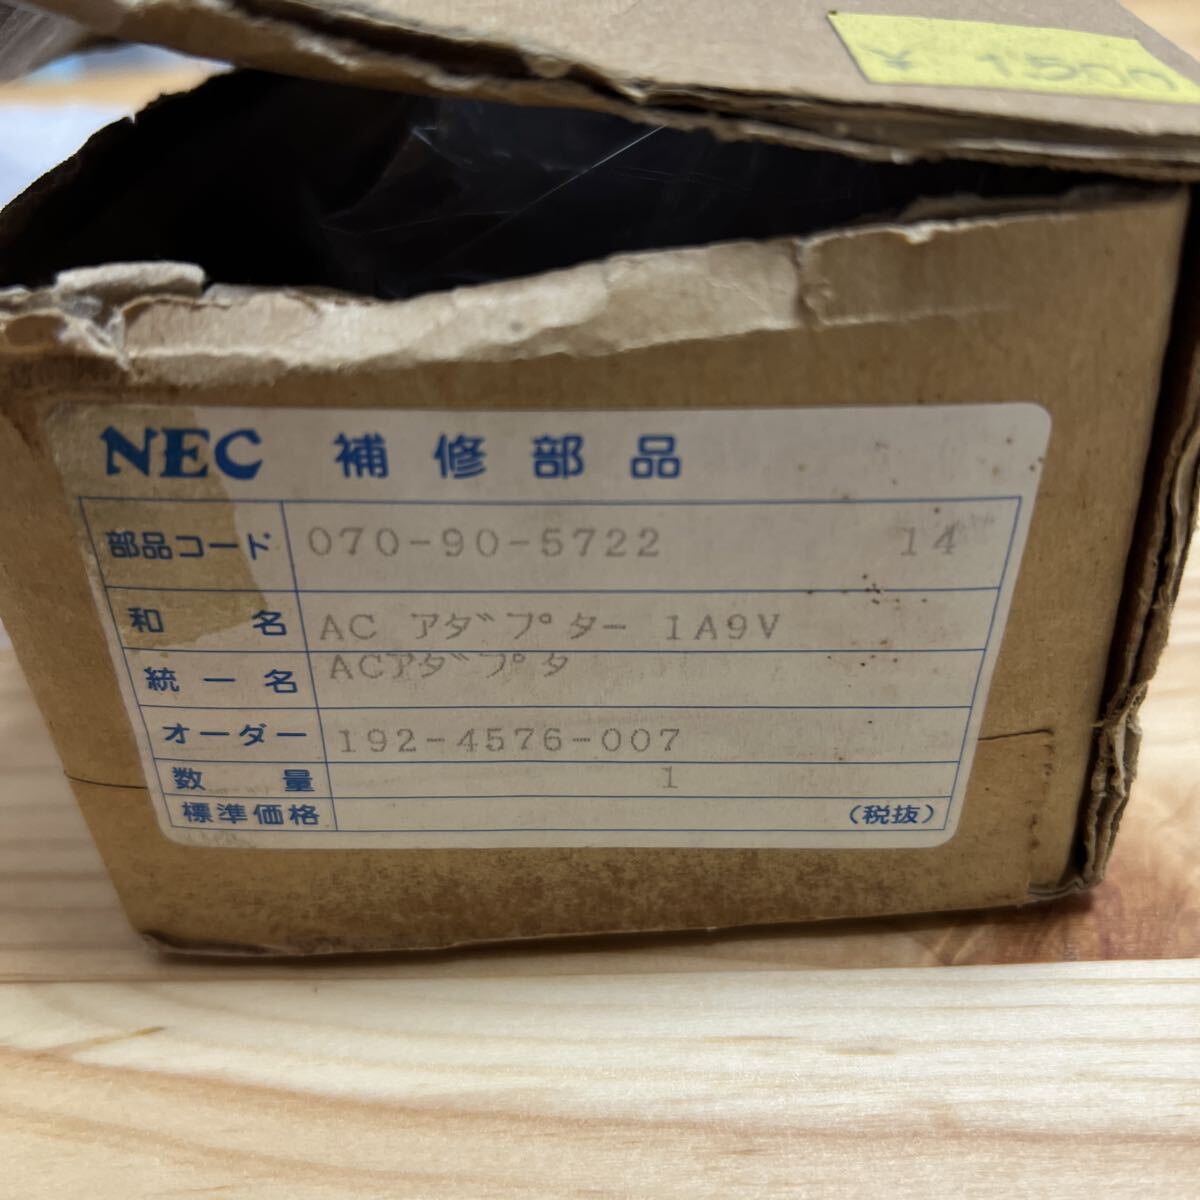 ¥ 1500
NEC 補修部品
部品コード 070-90-5722 14
和名 AC アダプター 1A9V
統一名 ACアダプタ
オーダー 192-4576-007
数量 1
標準価格 (税抜)